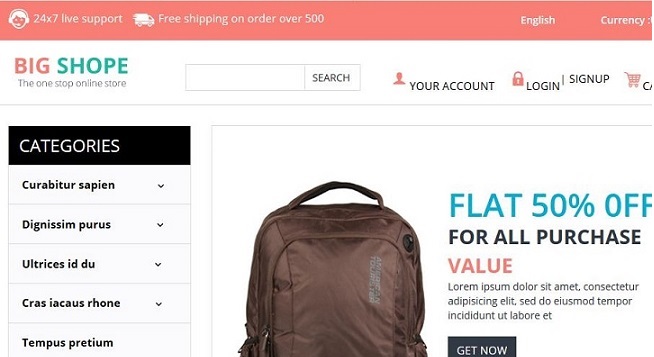 24x7 live support
Free shipping on order over 500
English
Currency :
BIG SHOPE
The one stop online store
SEARCH
YOUR ACCOUNT
LOGIN
| SIGNUP
CATEGORIES
Curabitur sapien
Dignissim purus
Ultrices id du
Cras iacaus rhone
Tempus pretium
FLAT 50% 0FF
FOR ALL PURCHASE
VALUE
Lorem ipsum dolor sit amet, consectetur
adipisicing elit, sed do eiusmod tempor
incididunt ut labore et
GET NOW